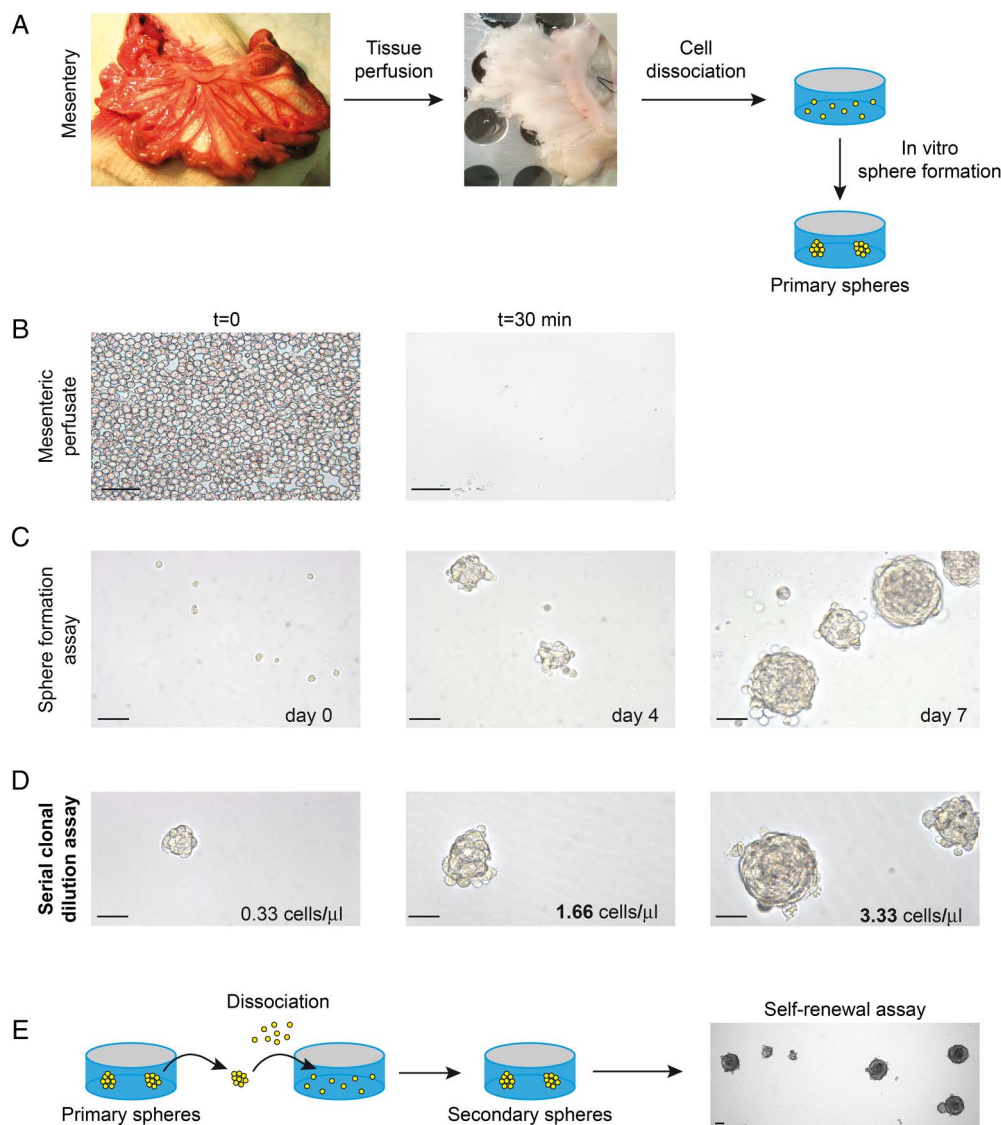 A
Mesentery
Tissue
perfusion
Cell
dissociation
In vitro
sphere formation
Primary spheres
B
t=0
t=30 min
Mesenteric
perfusate
C
Sphere formation
assay
day 0
day 4
day 7
D
Serial clonal
dilution assay
0.33 cells/µl
1.66 cells/µl
3.33 cells/µl
E
Dissociation
Self-renewal assay
Primary spheres
Secondary spheres